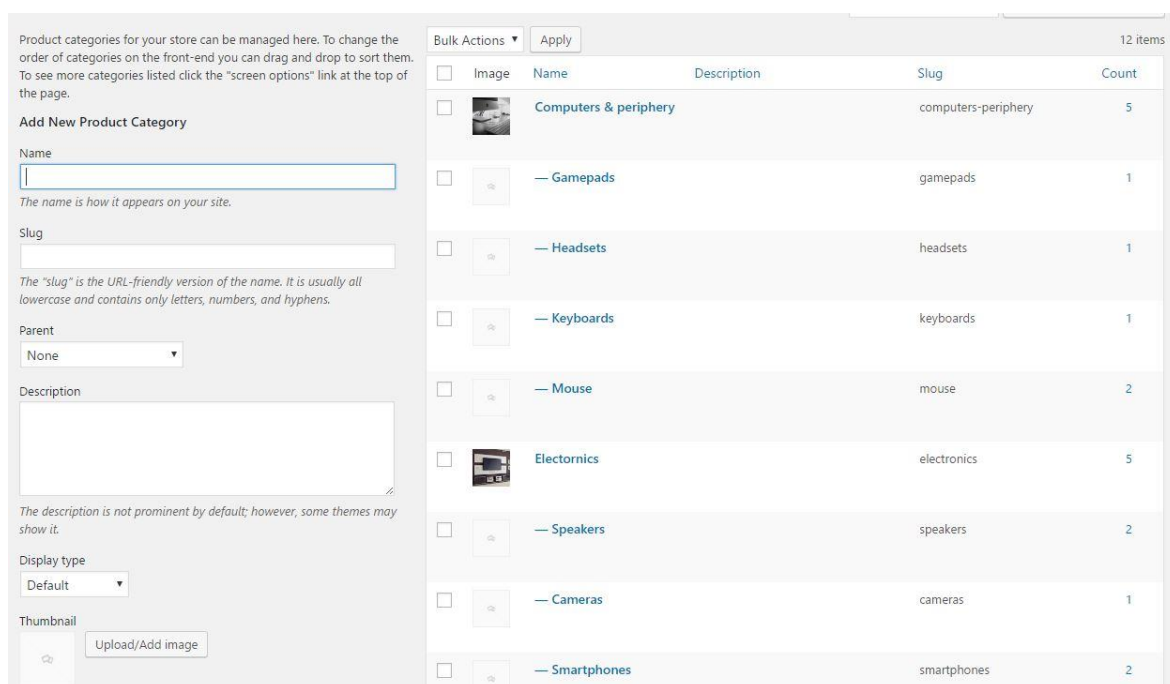 Product categories for your store can be managed here. To change the
order of categories on the front-end you can drag and drop to sort them.
To see more categories listed click the "screen options" link at the top of
the page.
Add New Product Category
Name
The name is how it appears on your site.
Slug
The "slug" is the URL-friendly version of the name. It is usually all
lowercase and contains only letters, numbers, and hyphens.
Parent
None
Description
The description is not prominent by default; however, some themes may
show it.
Display type
Default
Thumbnail
Upload/Add image
Bulk Actions Apply 12 items
Image Name Description Slug Count
Computers & periphery computers-periphery 5
— Gamepads gamepads 1
— Headsets headsets 1
— Keyboards keyboards 1
— Mouse mouse 2
Electornics electronics 5
— Speakers speakers 2
— Cameras cameras 1
— Smartphones smartphones 2